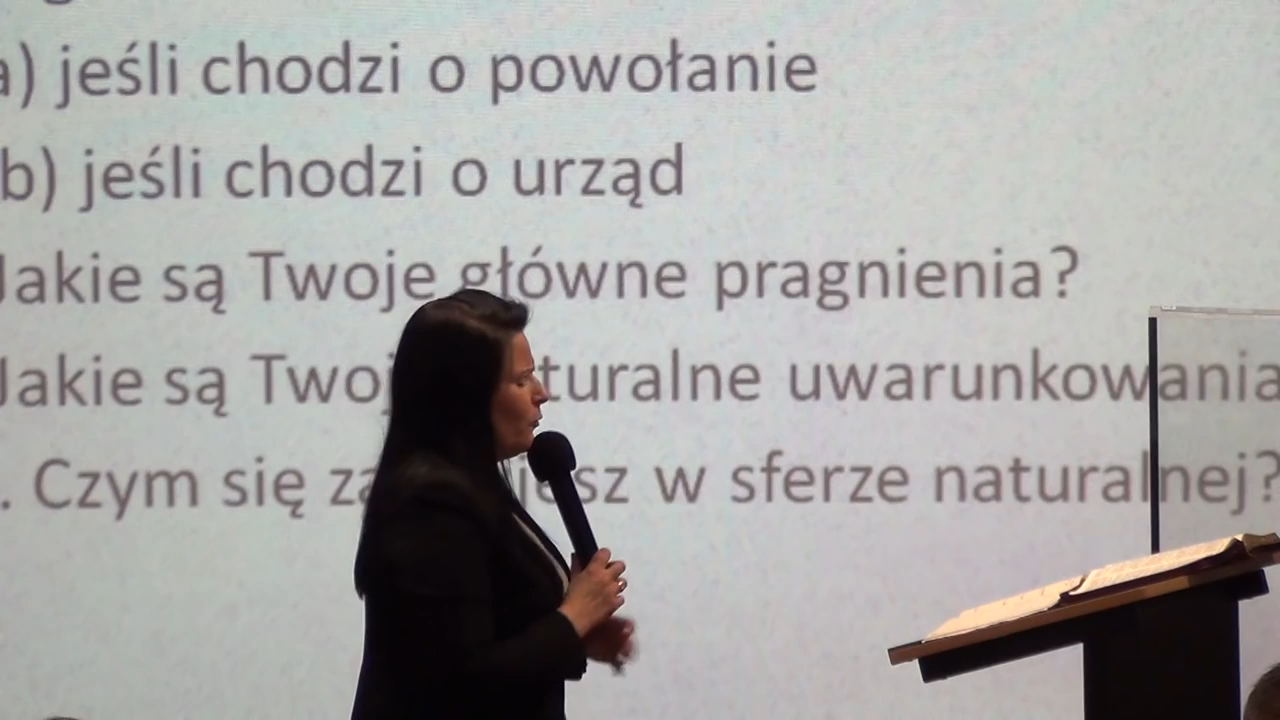 a) jeśli chodzi o powołanie
b) jeśli chodzi o urząd
Jakie są Twoje główne pragnienia?
Jakie są uwarunkowania
. Czym się w sferze naturalnej?